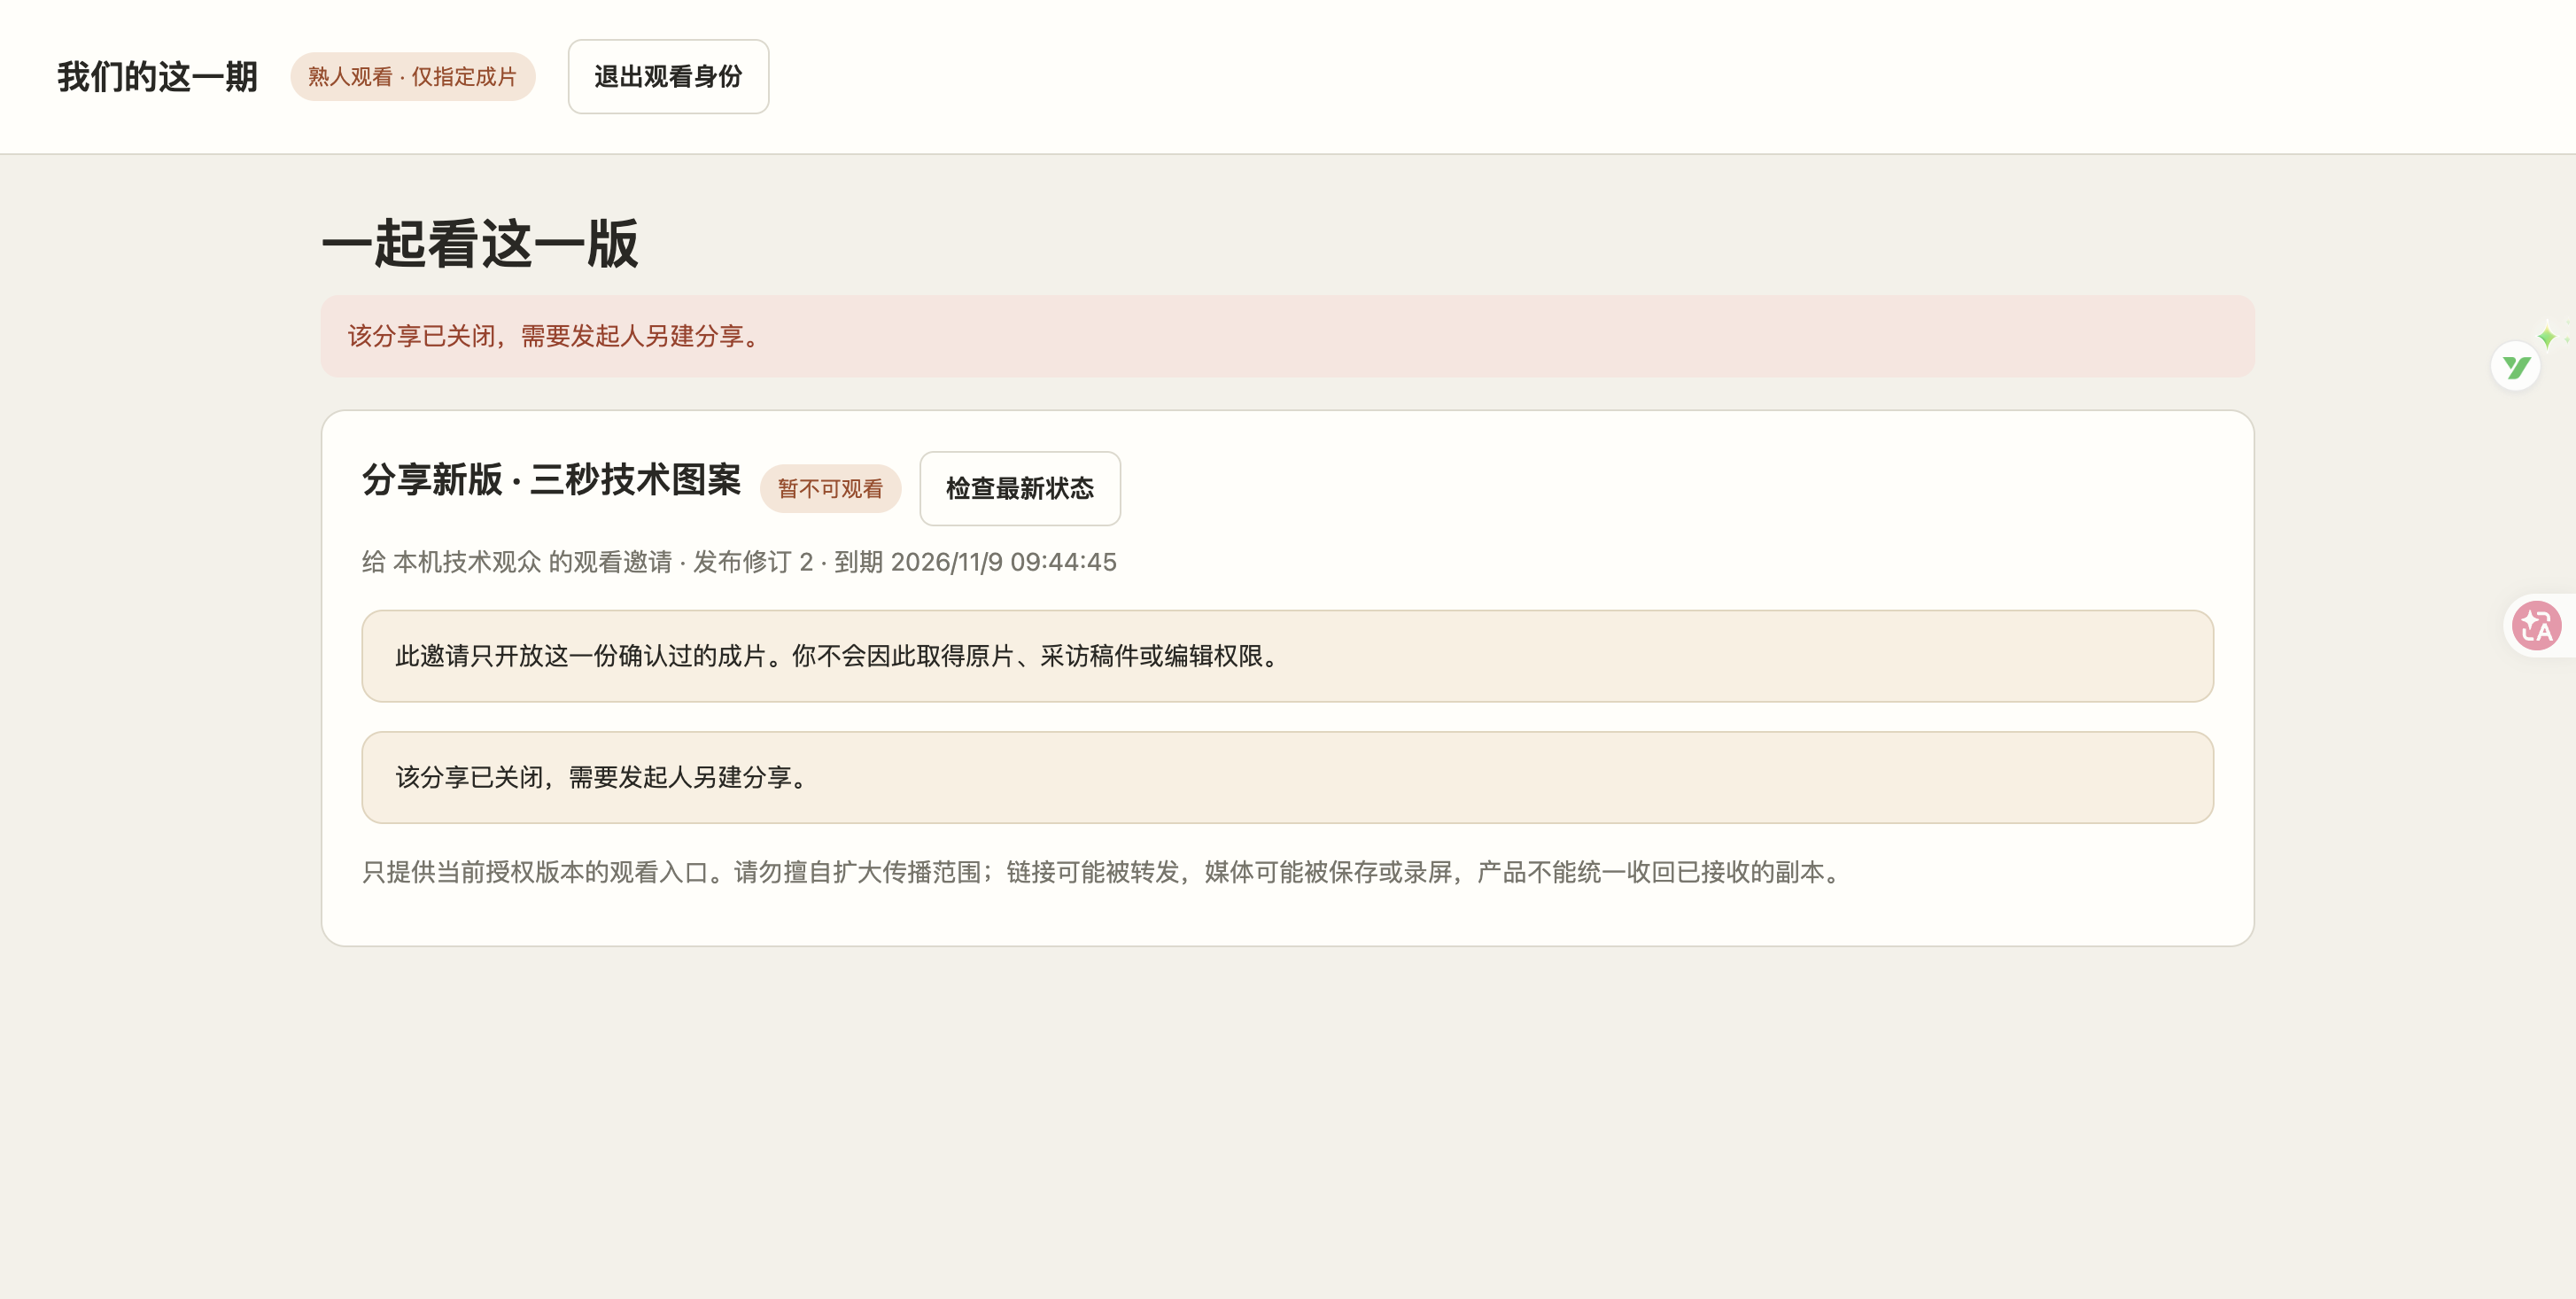 我们的这一期
熟人观看 · 仅指定成片
退出观看身份
一起看这一版
该分享已关闭，需要发起人另建分享。
分享新版 · 三秒技术图案
暂不可观看
检查最新状态
给 本机技术观众 的观看邀请 · 发布修订 2 · 到期 2026/11/9 09:44:45
此邀请只开放这一份确认过的成片。你不会因此取得原片、采访稿件或编辑权限。
该分享已关闭，需要发起人另建分享。
只提供当前授权版本的观看入口。请勿擅自扩大传播范围；链接可能被转发，媒体可能被保存或录屏，产品不能统一收回已接收的副本。